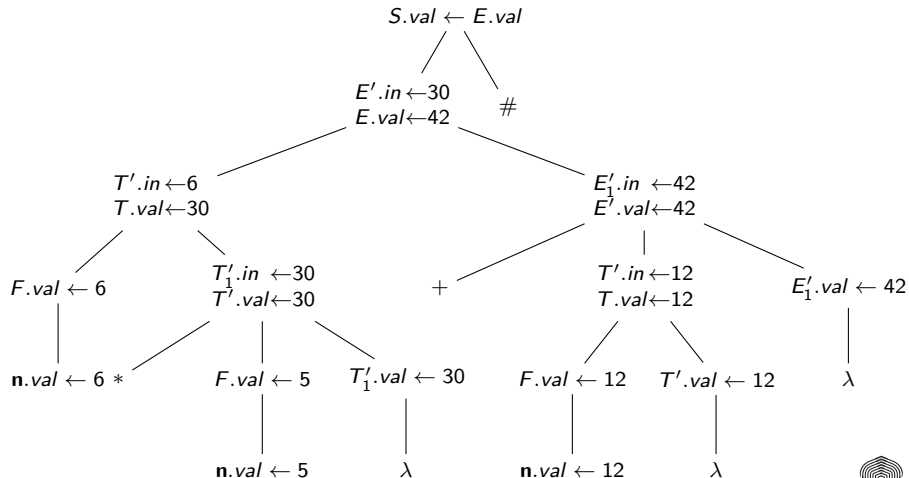 S.val ← E.val
E′.in ←30
E.val←42
#
T′.in ←6
T.val←30
E′₁.in ←42
E′.val←42
F.val ← 6
T′₁.in ←30
T′.val←30
+
T′.in ←12
T.val←12
E′₁.val ← 42
n.val ← 6 *
F.val ← 5
T′₁.val ← 30
F.val ← 12
T′.val ← 12
λ
n.val ← 5
λ
n.val ← 12
λ